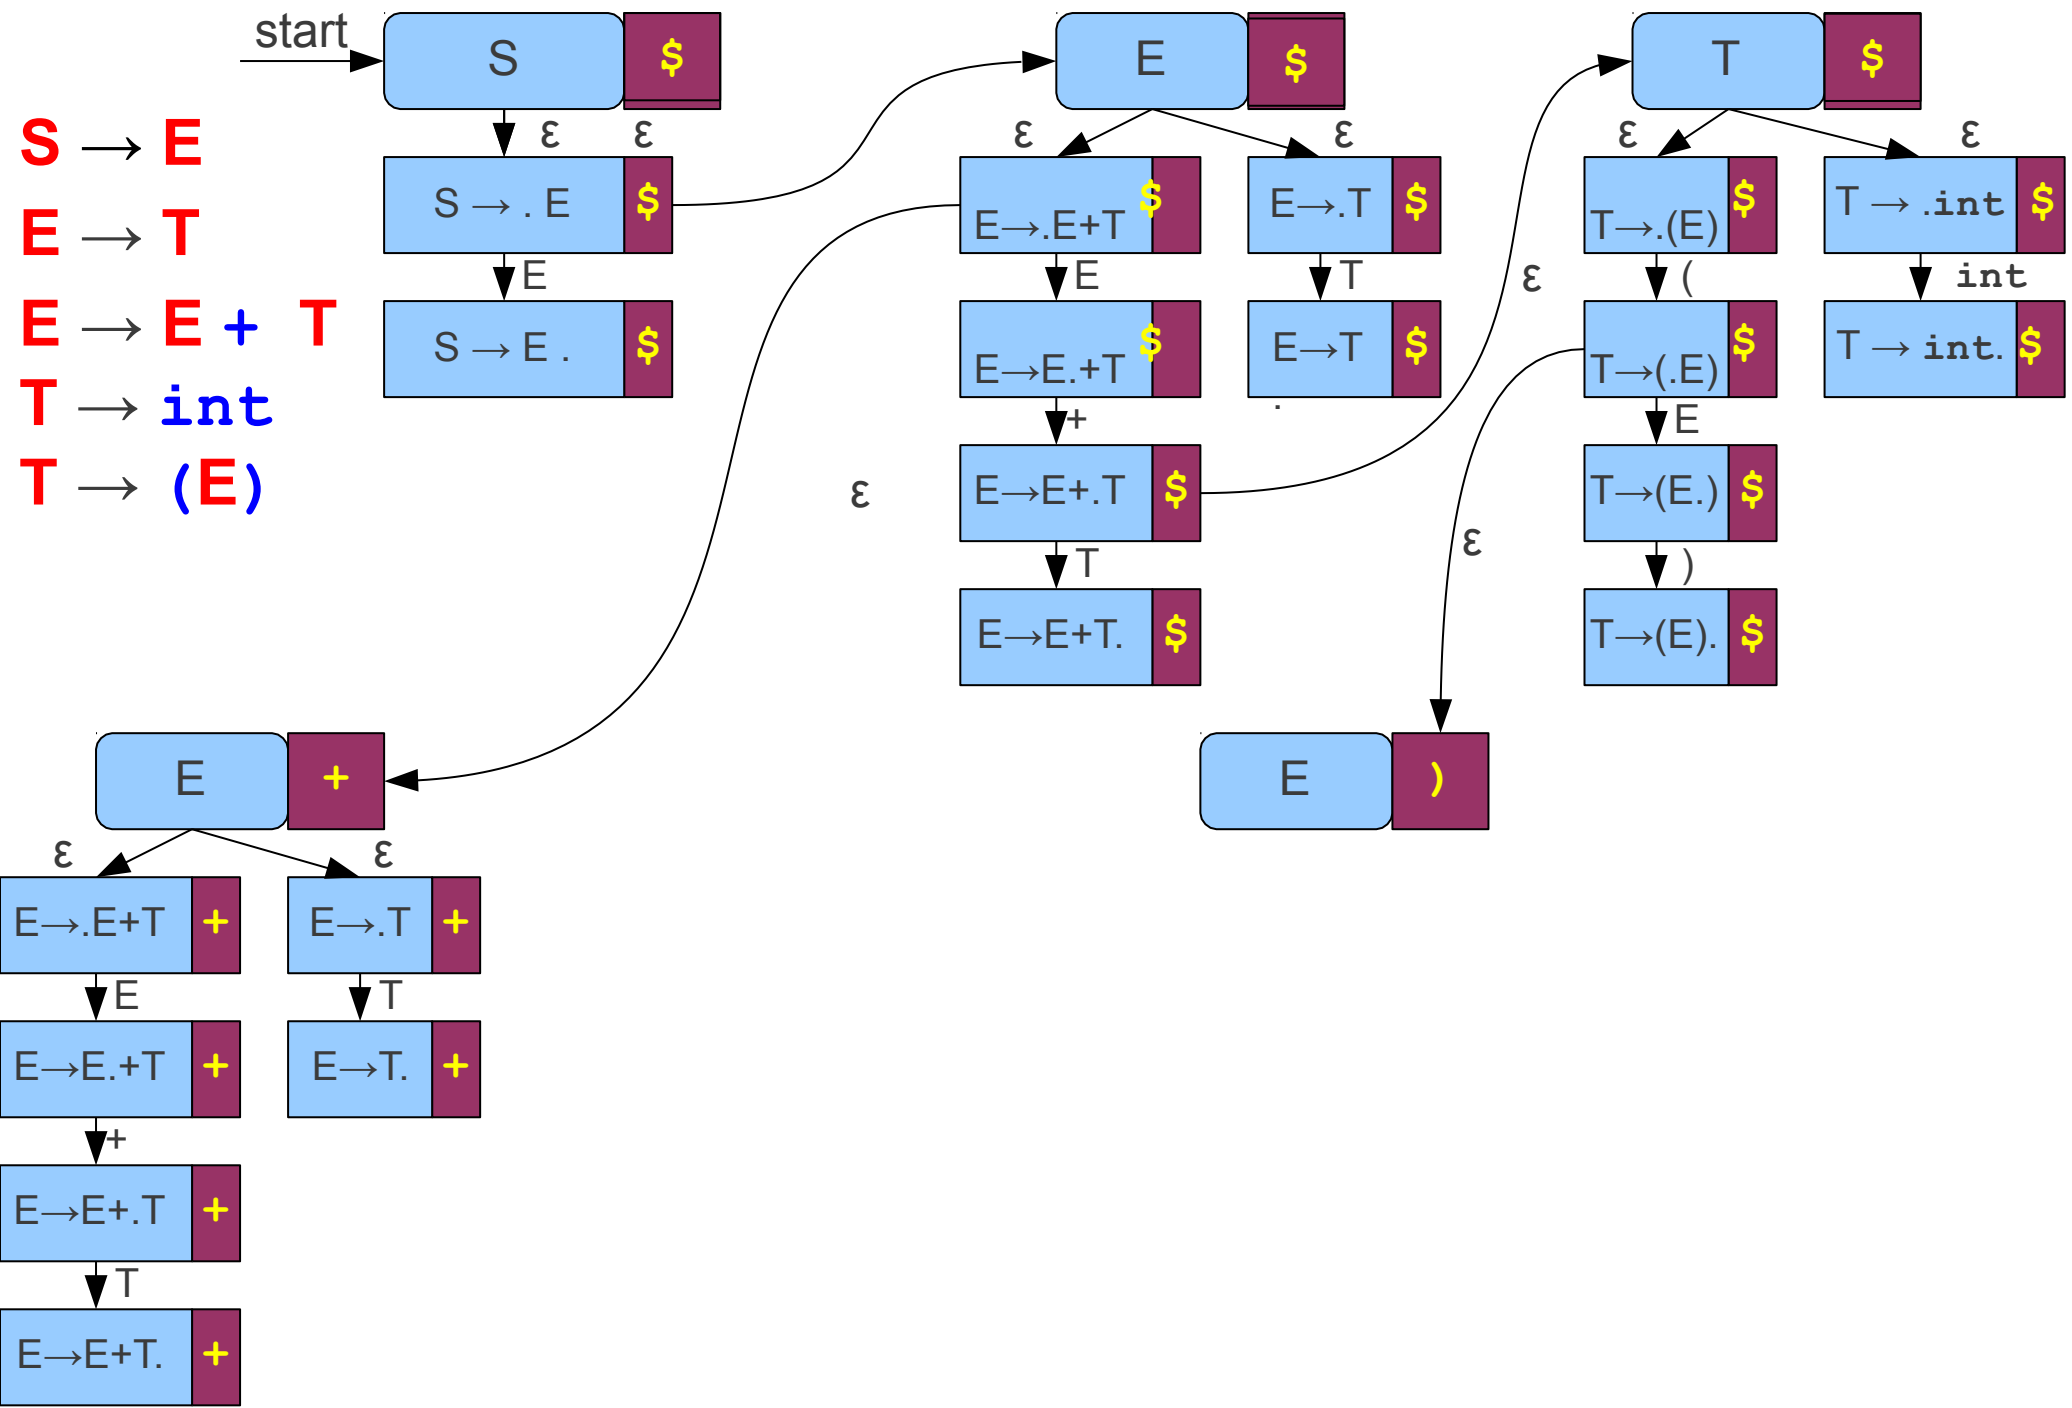 start
S $
E $
T $
S → E
E → T
E → E + T
T → int
T → (E)
ε ε
ε ε
ε ε
S → . E $
E→.E+T $
E→.T $
T→.(E) $
T → .int $
E
E
T
ε
(
int
S → E . $
E→E.+T $
E→T
. $
T→(.E) $
T → int. $
+
E
E→E+.T $
T→(E.) $
ε
ε
T
)
E→E+T. $
T→(E). $
E +
E )
ε ε
E→.E+T +
E→.T +
E
T
E→E.+T +
E→T. +
+
E→E+.T +
T
E→E+T. +